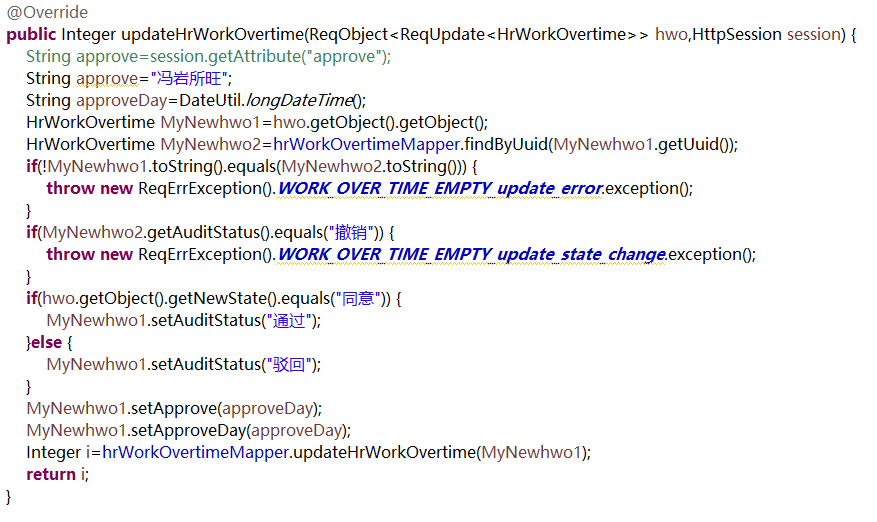 @Override
public Integer updateHrWorkOvertime(ReqObject<ReqUpdate<HrWorkOvertime>> hwo,HttpSession session) {
String approve=session.getAttribute("approve");
String approve="冯岩所旺";
String approveDay=DateUtil.longDateTime();
HrWorkOvertime MyNewhwo1=hwo.getObject().getObject();
HrWorkOvertime MyNewhwo2=hrWorkOvertimeMapper.findByUuid(MyNewhwo1.getUuid());
if(!MyNewhwo1.toString().equals(MyNewhwo2.toString())) {
throw new ReqErrException().WORK_OVER_TIME_EMPTY_update_error.exception();
}
if(MyNewhwo2.getAuditStatus().equals("撤销")) {
throw new ReqErrException().WORK_OVER_TIME_EMPTY_update_state_change.exception();
}
if(hwo.getObject().getNewState().equals("同意")) {
MyNewhwo1.setAuditStatus("通过");
}else {
MyNewhwo1.setAuditStatus("驳回");
}
MyNewhwo1.setApprove(approveDay);
MyNewhwo1.setApproveDay(approveDay);
Integer i=hrWorkOvertimeMapper.updateHrWorkOvertime(MyNewhwo1);
return i;
}